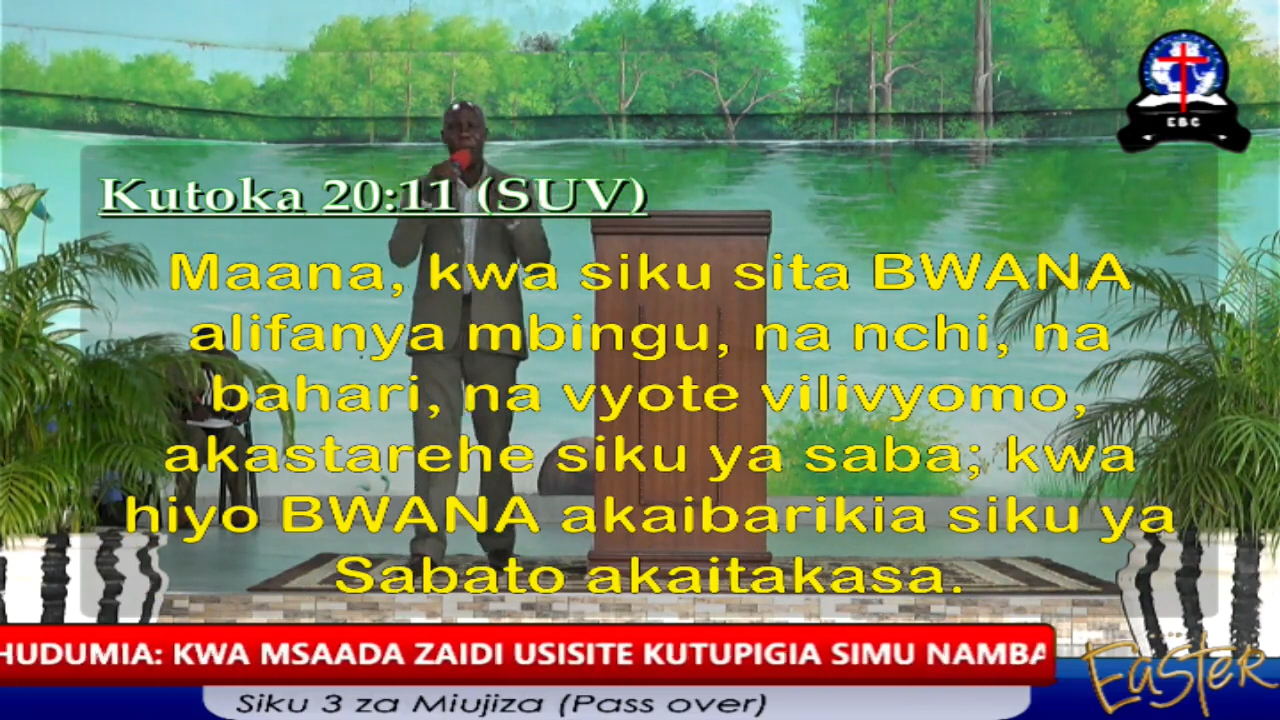 EBC
Kutoka 20:11 (SUV)
Maana, kwa siku sita BWANA
alifanya mbingu, na nchi, na
bahari, na vyote vilivyomo,
akastarehe siku ya saba; kwa
hiyo BWANA akaibarikia siku ya
Sabato akaitakasa.
HUDUMIA: KWA MSAADA ZAIDI USISITE KUTUPIGIA SIMU NAMBA
Easter
Siku 3 za Miujiza (Pass over)